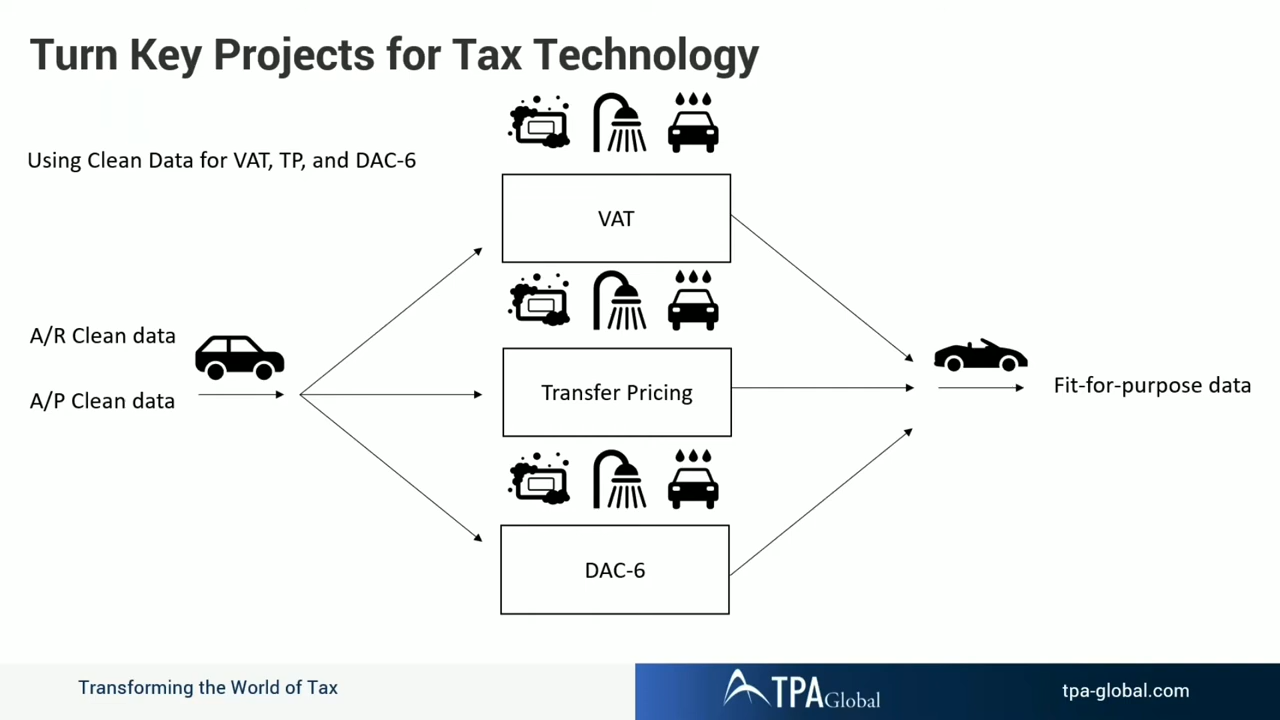 Turn Key Projects for Tax Technology
Using Clean Data for VAT, TP, and DAC-6
VAT
A/R Clean data
A/P Clean data
Transfer Pricing
Fit-for-purpose data
DAC-6
Transforming the World of Tax
TPA Global
tpa-global.com